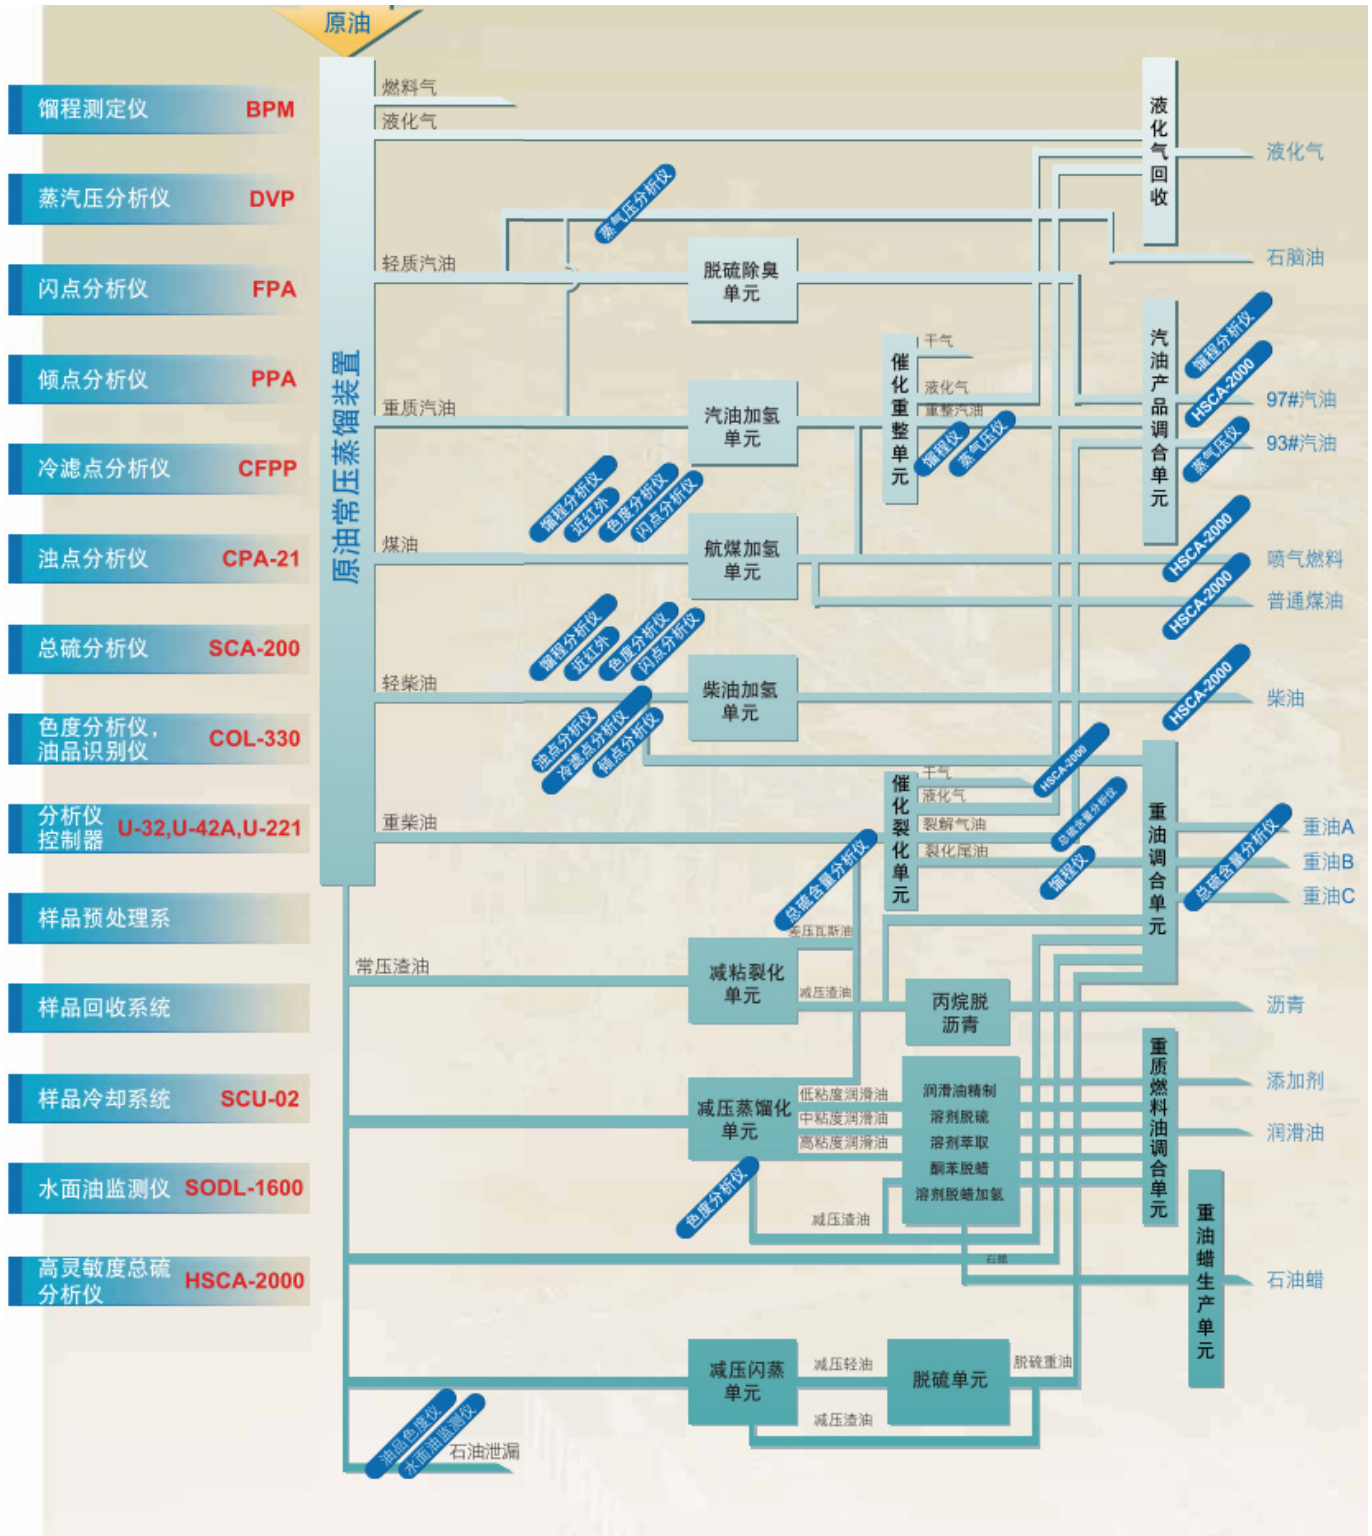 原油
馏程测定仪 BPM
蒸汽压分析仪 DVP
闪点分析仪 FPA
倾点分析仪 PPA
冷滤点分析仪 CFPP
浊点分析仪 CPA-21
总硫分析仪 SCA-200
色度分析仪，
油品识别仪 COL-330
分析仪
控制器 U-32,U-42A,U-221
样品预处理系
样品回收系统
样品冷却系统 SCU-02
水面油监测仪 SODL-1600
高灵敏度总硫
分析仪 HSCA-2000
原油常压蒸馏装置
燃料气
液化气
液化气回收
液化气
蒸气压分析仪
轻质汽油
脱硫除臭
单元
石脑油
重质汽油
汽油加氢
单元
催化重整单元
干气
液化气
重整汽油
馏程仪
蒸气压仪
汽油产品调合单元
馏程分析仪
HSCA-2000
蒸气压仪
97#汽油
93#汽油
馏程分析仪
近红外
色度分析仪
闪点分析仪
煤油
航煤加氢
单元
HSCA-2000
喷气燃料
HSCA-2000
普通煤油
馏程分析仪
近红外
色度分析仪
闪点分析仪
轻柴油
柴油加氢
单元
HSCA-2000
柴油
浊点分析仪
冷滤点分析仪
倾点分析仪
重柴油
催化裂化单元
干气
液化气
裂解气油
裂化尾油
HSCA-2000
总硫含量分析仪
馏程仪
重油调合单元
总硫含量分析仪
重油A
重油B
重油C
总硫含量分析仪
常压渣油
减粘裂化
单元
差压瓦斯油
减压渣油
丙烷脱
沥青
沥青
减压蒸馏化
单元
低粘度润滑油
中粘度润滑油
高粘度润滑油
润滑油精制
溶剂脱硫
溶剂萃取
酮苯脱蜡
溶剂脱蜡加氢
重质燃料油调合单元
添加剂
润滑油
色度分析仪
减压渣油
石蜡
重油蜡生产单元
石油蜡
减压闪蒸
单元
减压轻油
减压渣油
脱硫单元
脱硫重油
油品色度仪
水面油监测仪
石油泄漏